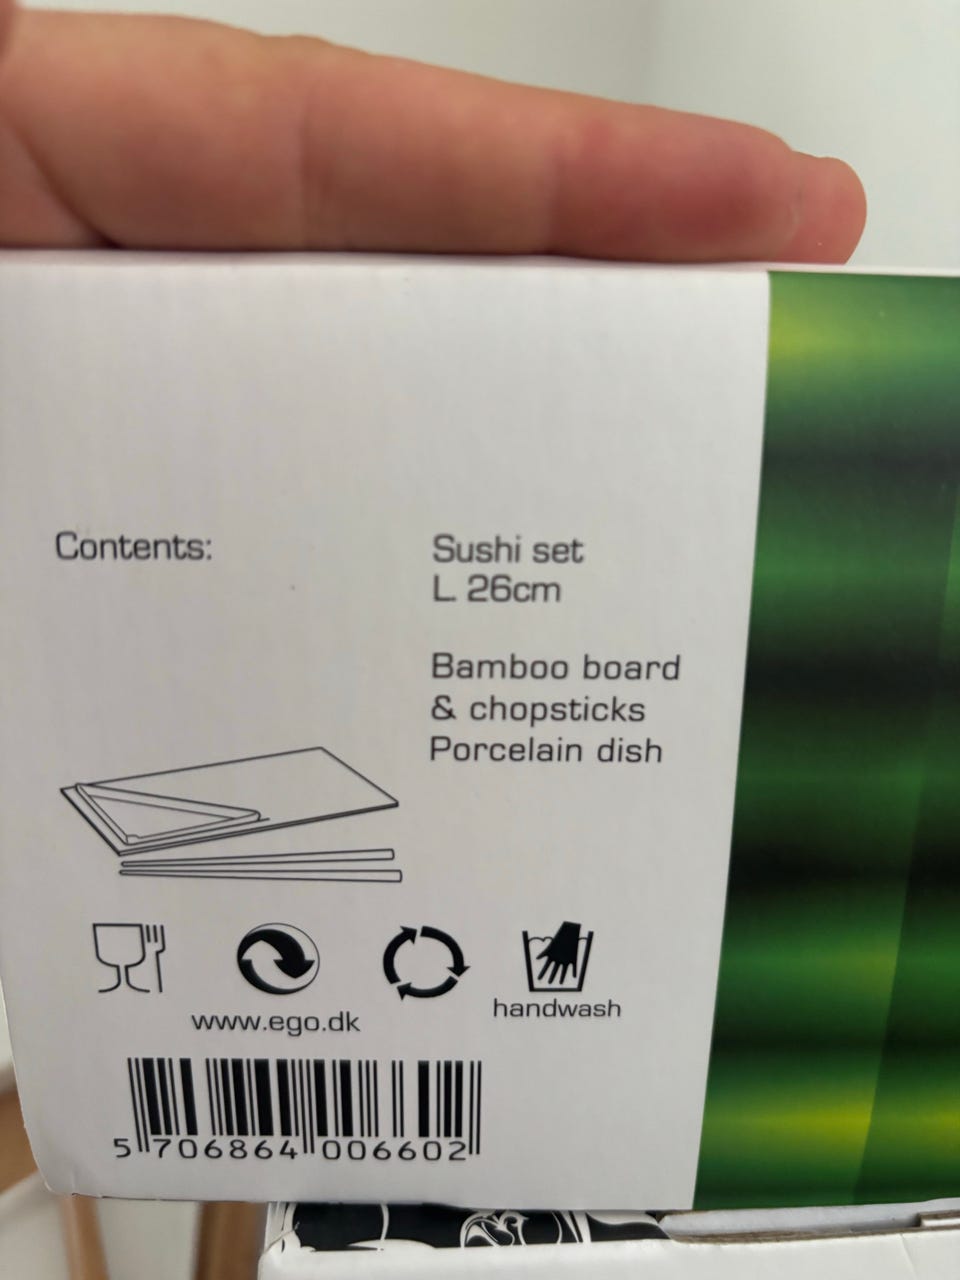 Contents:
Sushi set
L. 26cm
Bamboo board
& chopsticks
Porcelain dish
handwash
www.ego.dk
5 706864 006602